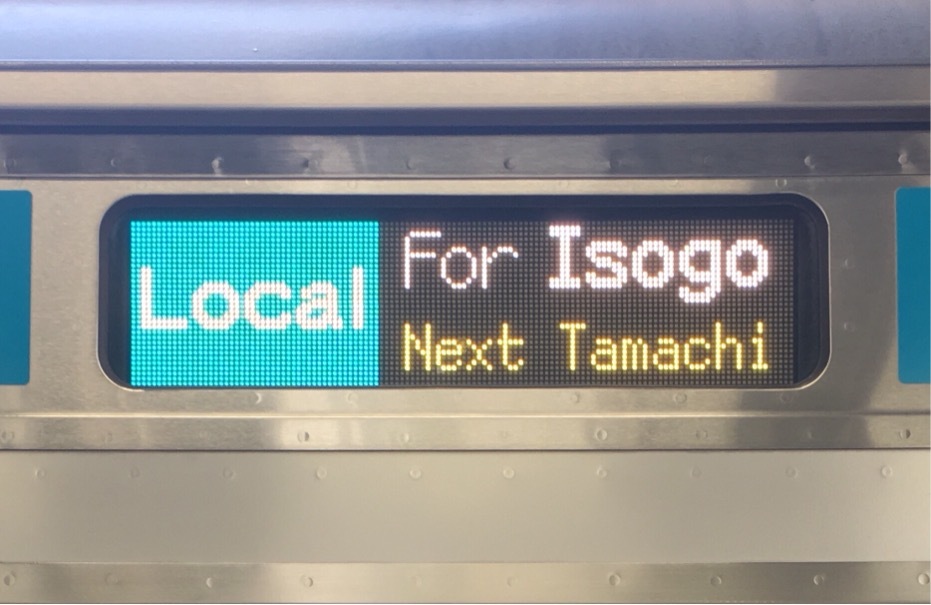 Local
For Isogo
Next Tamachi